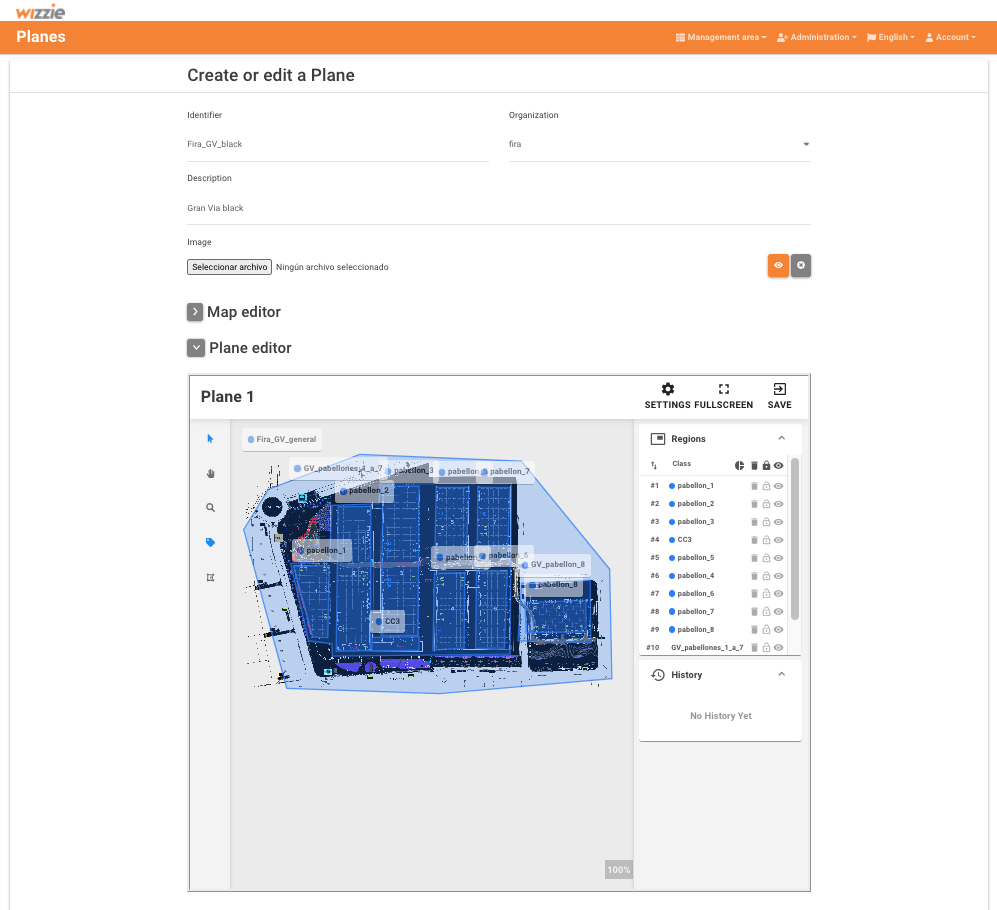 wizzie
Planes
Management area
Administration
English
Account
Create or edit a Plane
Identifier
Organization
Fira_GV_black
fira
Description
Gran Via black
Image
Seleccionar archivo Ningún archivo seleccionado
Map editor
Plane editor
Plane 1
SETTINGS FULLSCREEN SAVE
Fira_GV_general
GV_pabellones_1_a_7
pabellon_3
pabellon
pabellon_7
pabellon_2
pabellon_1
pabellon
pabellon_6
GV_pabellon_8
pabellon_8
CC3
100%
Regions
Class
#1 pabellon_1
#2 pabellon_2
#3 pabellon_3
#4 CC3
#5 pabellon_5
#6 pabellon_4
#7 pabellon_6
#8 pabellon_7
#9 pabellon_8
#10 GV_pabellones_1_a_7
History
No History Yet